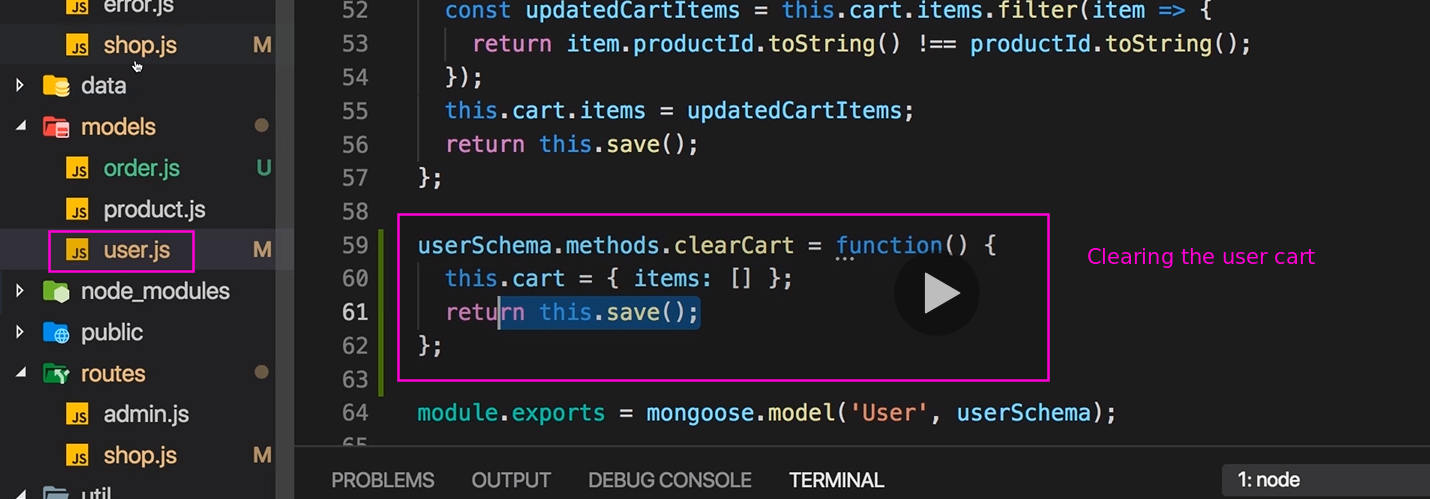 error.js
shop.js M
data
models
order.js U
product.js
user.js M
node_modules
public
routes
admin.js
shop.js M
util
52 const updatedCartItems = this.cart.items.filter(item => {
53 return item.productId.toString() !== productId.toString();
54 });
55 this.cart.items = updatedCartItems;
56 return this.save();
57 };
58
59 userSchema.methods.clearCart = function() {
60 this.cart = { items: [] };
61 return this.save();
62 };
63
64 module.exports = mongoose.model('User', userSchema);
65
Clearing the user cart
PROBLEMS OUTPUT DEBUG CONSOLE TERMINAL 1: node